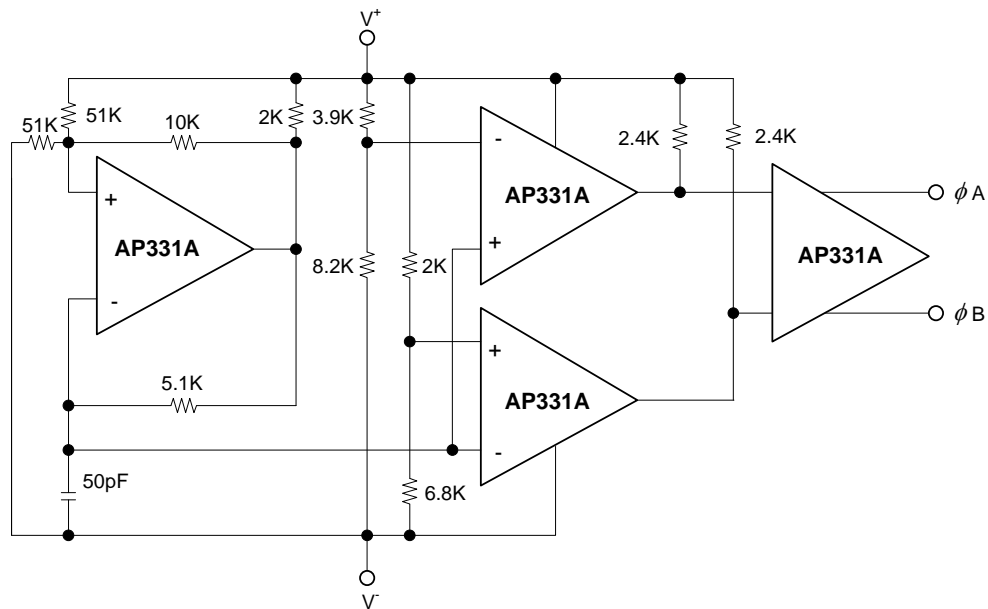 V+
51K
51K
10K
2K
3.9K
2.4K
2.4K
-
+
AP331A
+
AP331A
-
AP331A
ϕA
ϕB
8.2K
2K
5.1K
+
AP331A
-
50pF
6.8K
V-